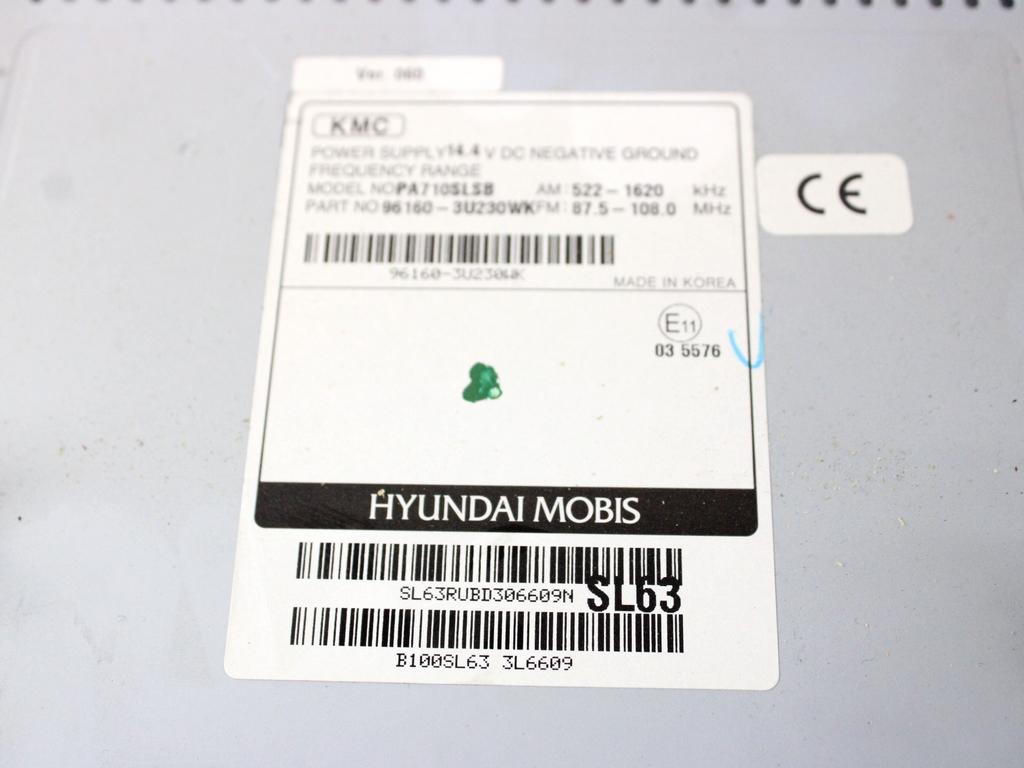 Ver. 060
KMC
POWER SUPPLY 14.4 V DC NEGATIVE GROUND
FREQUENCY RANGE
MODEL NO PA710SLSB AM : 522-1620 kHz
PART NO 96160-3U230WK FM : 87.5-108.0 MHz
CE
96160-3U230WK
MADE IN KOREA
E11
03 5576
HYUNDAI MOBIS
SL63RUBD306609N SL63
B100SL63 3L6609